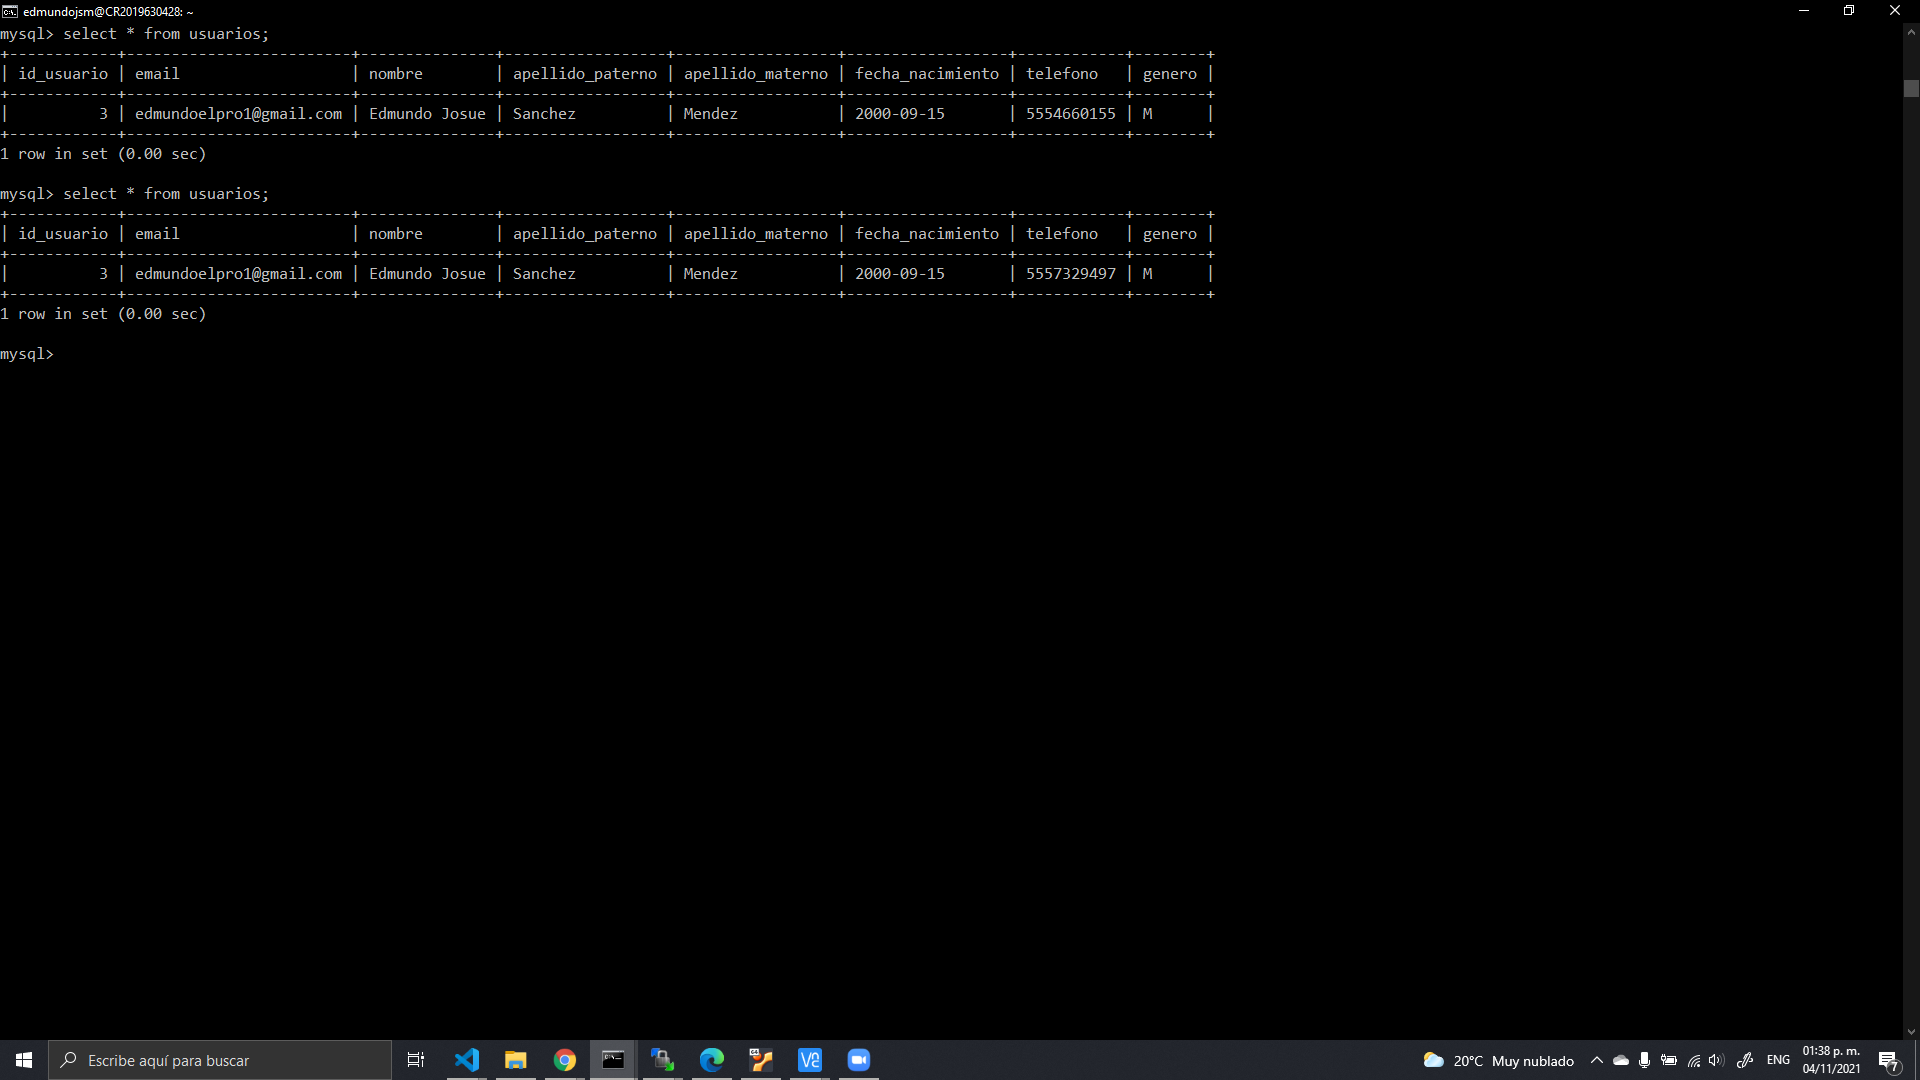 edmundojsm@CR2019630428: ~
mysql> select * from usuarios;
+------------+-------------------------+---------------+------------------+------------------+------------------+------------+--------+
| id_usuario | email                   | nombre        | apellido_paterno | apellido_materno | fecha_nacimiento | telefono   | genero |
+------------+-------------------------+---------------+------------------+------------------+------------------+------------+--------+
|          3 | edmundoelpro1@gmail.com | Edmundo Josue | Sanchez          | Mendez           | 2000-09-15       | 5554660155 | M      |
+------------+-------------------------+---------------+------------------+------------------+------------------+------------+--------+
1 row in set (0.00 sec)
mysql> select * from usuarios;
+------------+-------------------------+---------------+------------------+------------------+------------------+------------+--------+
| id_usuario | email                   | nombre        | apellido_paterno | apellido_materno | fecha_nacimiento | telefono   | genero |
+------------+-------------------------+---------------+------------------+------------------+------------------+------------+--------+
|          3 | edmundoelpro1@gmail.com | Edmundo Josue | Sanchez          | Mendez           | 2000-09-15       | 5557329497 | M      |
+------------+-------------------------+---------------+------------------+------------------+------------------+------------+--------+
1 row in set (0.00 sec)
mysql>
Escribe aquí para buscar
20°C Muy nublado
ENG
01:38 p. m.
04/11/2021
7